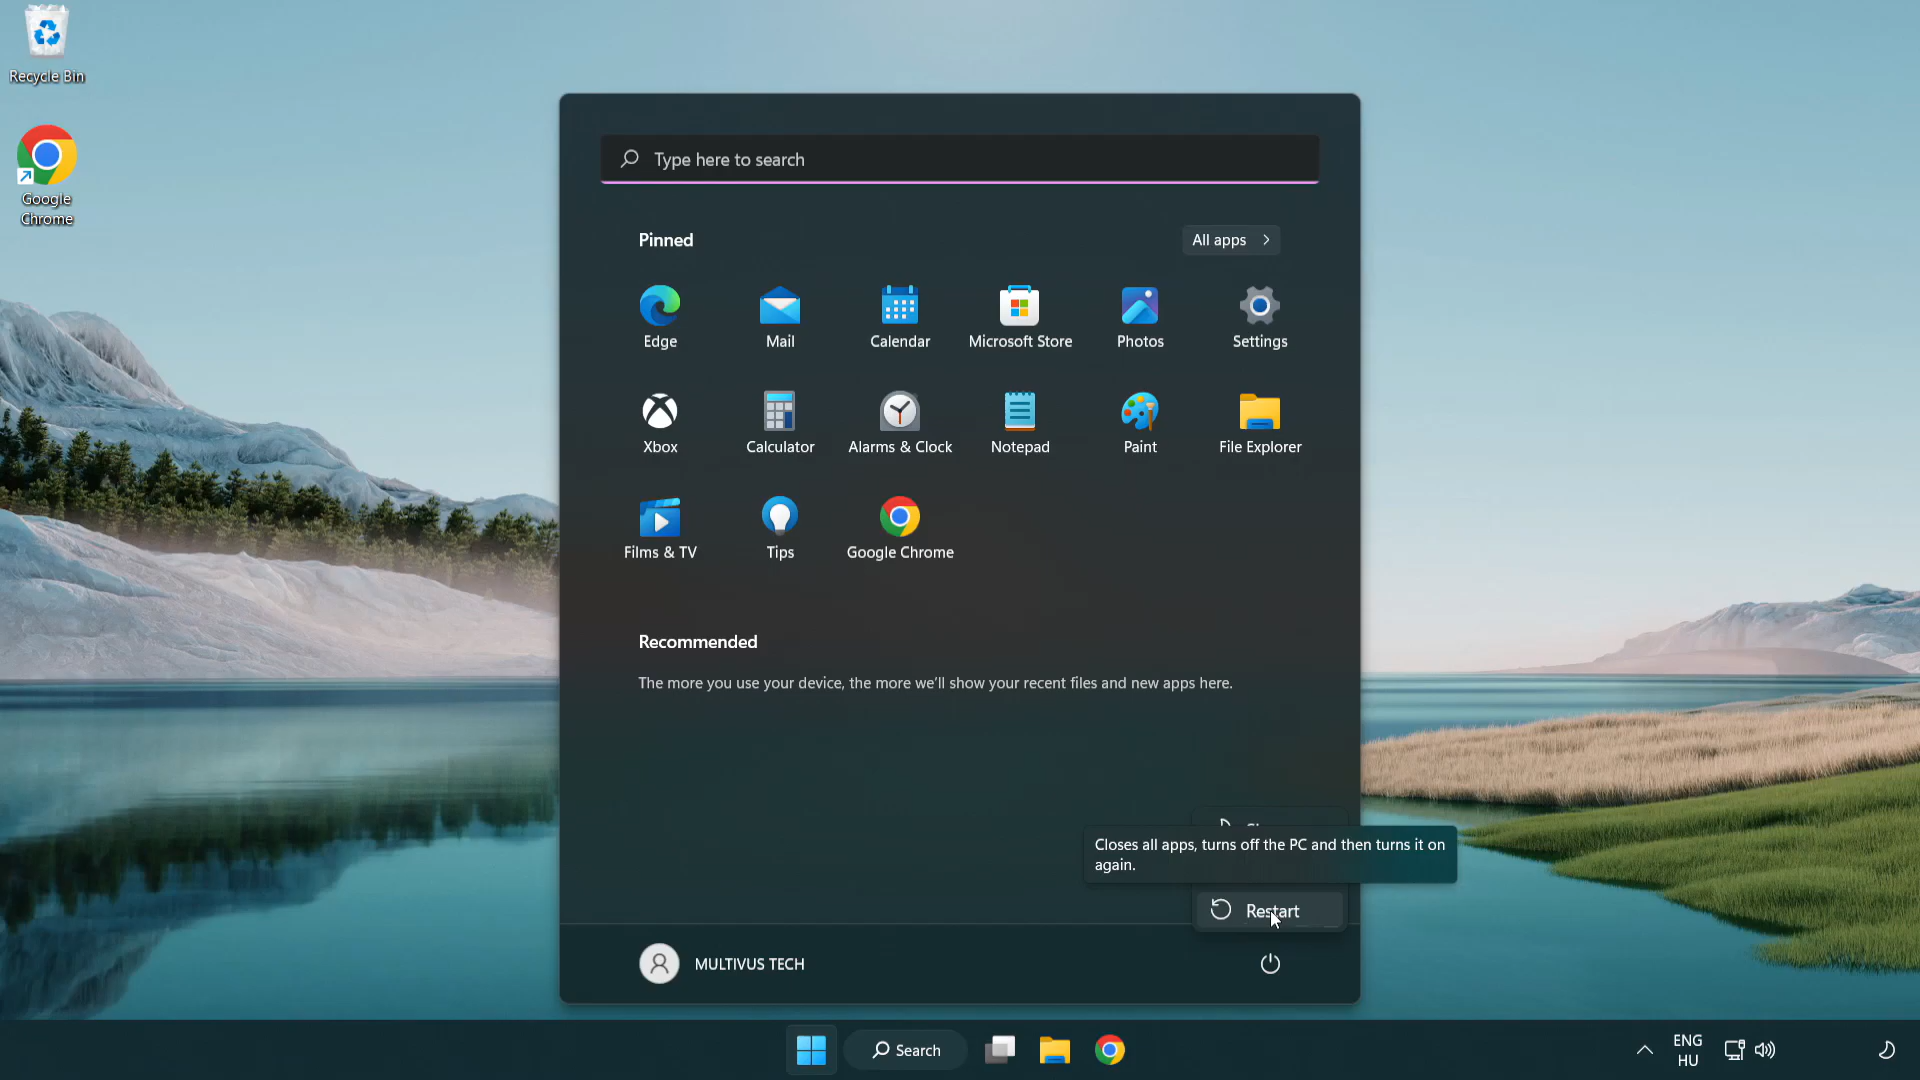 Recycle Bin
Google
Chrome
Type here to search
Pinned
All apps
Edge
Mail
Calendar
Microsoft Store
Photos
Settings
Xbox
Calculator
Alarms & Clock
Notepad
Paint
File Explorer
Films & TV
Tips
Google Chrome
Recommended
The more you use your device, the more we'll show your recent files and new apps here.
Closes all apps, turns off the PC and then turns it on
again.
Restart
MULTIVUS TECH
Search
ENG
HU